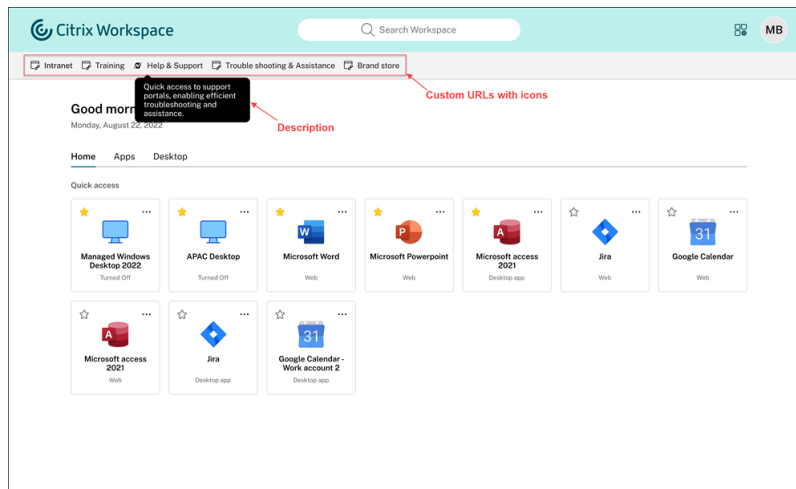 Citrix Workspace
Search Workspace
MB
Intranet Training Help & Support Trouble shooting & Assistance Brand store
Quick access to support
portals, enabling efficient
troubleshooting and
assistance.
Custom URLs with icons
Description
Good morn
Monday, August 22, 2022
Home Apps Desktop
Quick access
Managed Windows
Desktop 2022
Turned Off
APAC Desktop
Turned Off
W
Microsoft Word
Web
P
Microsoft Powerpoint
Web
A
Microsoft access
2021
Desktop app
Jira
Web
31
Google Calendar
Web
A
Microsoft access
2021
Web
Jira
Desktop app
31
Google Calendar -
Work account 2
Desktop app